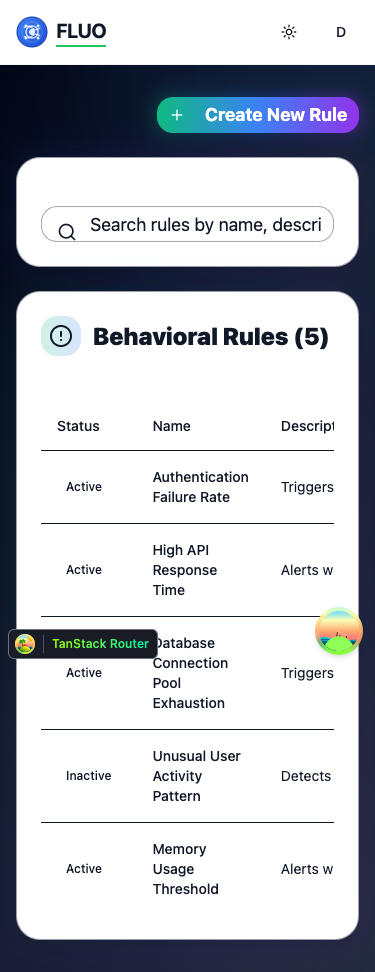 FLUO
D
+ Create New Rule
Search rules by name, descri
Behavioral Rules (5)
Status Name Descript
Active Authentication Failure Rate Triggers
Active High API Response Time Alerts w
TanStack Router
Active Database Connection Pool Exhaustion Triggers
Inactive Unusual User Activity Pattern Detects
Active Memory Usage Threshold Alerts w